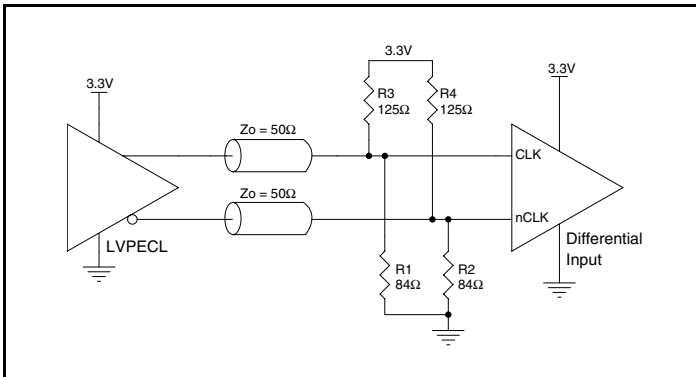 3.3V
3.3V
3.3V
R3
125Ω
R4
125Ω
Zo = 50Ω
CLK
Zo = 50Ω
nCLK
LVPECL
Differential
Input
R1
84Ω
R2
84Ω